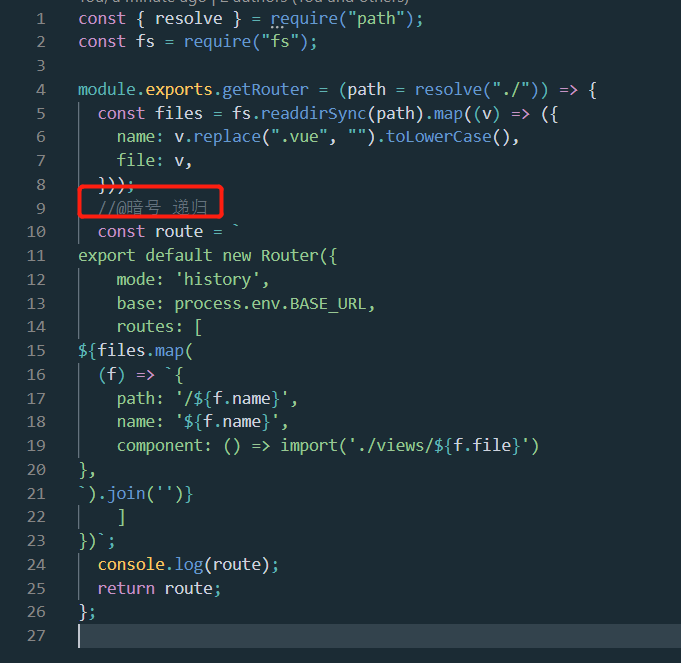 You, a minute ago | 2 authors (You and others)
1 const { resolve } = require("path");
2 const fs = require("fs");
3
4 module.exports.getRouter = (path = resolve("./")) => {
5 const files = fs.readdirSync(path).map((v) => ({
6 name: v.replace(".vue", "").toLowerCase(),
7 file: v,
8 }));
9 //@暗号 递归
10 const route = `
11 export default new Router({
12 mode: 'history',
13 base: process.env.BASE_URL,
14 routes: [
15 ${files.map(
16 (f) => `{
17 path: '/${f.name}',
18 name: '${f.name}',
19 component: () => import('./views/${f.file}')
20 },
21 `).join('')}
22 ]
23 })`;
24 console.log(route);
25 return route;
26 };
27